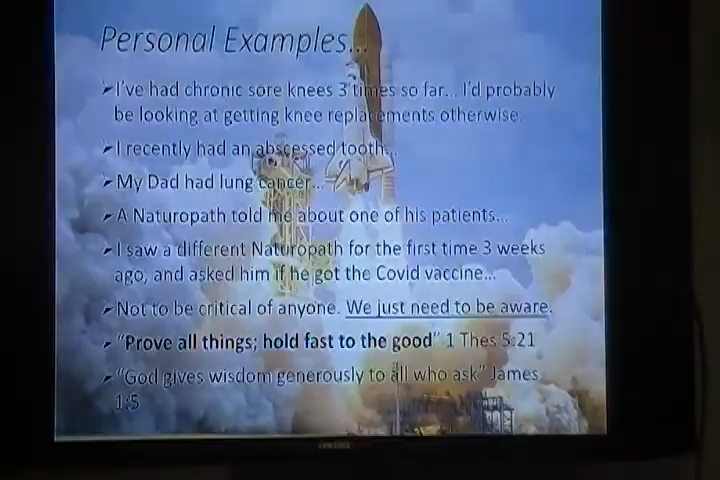 Personal Examples...
➢I've had chronic sore knees 3 times so far... I'd probably
be looking at getting knee replacements otherwise.
➢I recently had an abscessed tooth...
➢My Dad had lung cancer...
➢A Naturopath told me about one of his patients...
➢I saw a different Naturopath for the first time 3 weeks
ago, and asked him if he got the Covid vaccine...
➢Not to be critical of anyone. We just need to be aware.
➢"Prove all things; hold fast to the good" 1 Thes 5:21
➢"God gives wisdom generously to all who ask" James
1:5